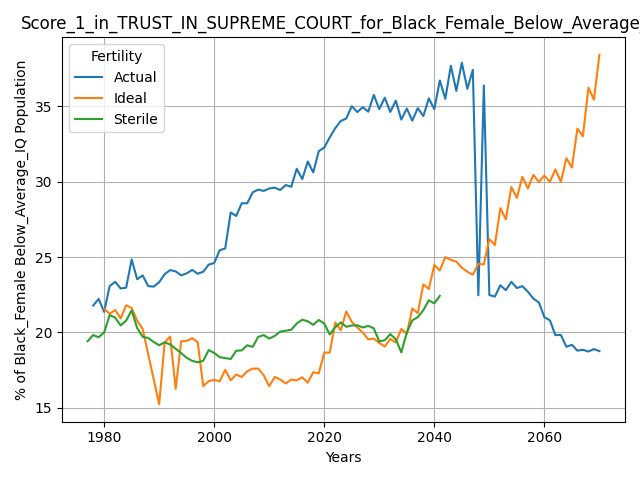 Score_1_in_TRUST_IN_SUPREME_COURT_for_Black_Female_Below_Average_
Fertility
Actual
Ideal
Sterile
% of Black_Female Below_Average_IQ Population
35
30
25
20
15
1980
2000
2020
2040
2060
Years